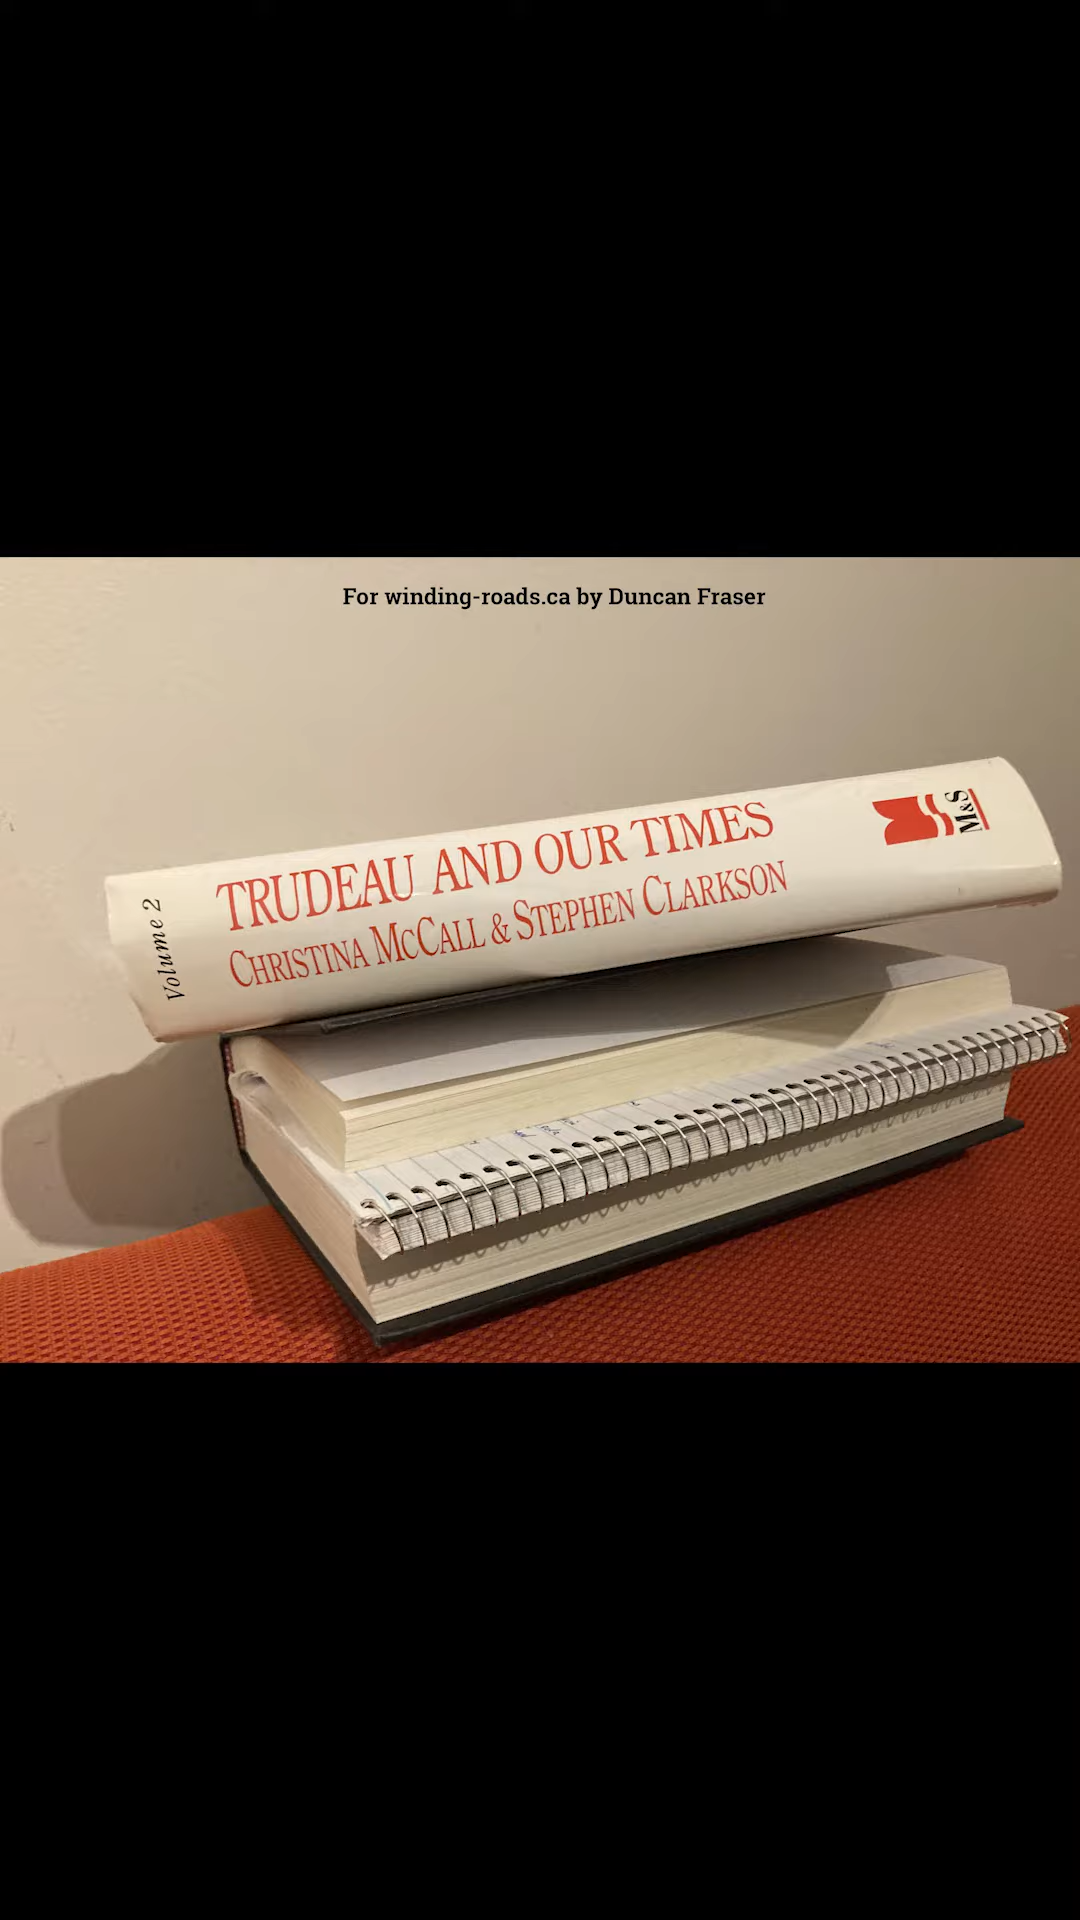 For winding-roads.ca by Duncan Fraser
Volume 2
TRUDEAU AND OUR TIMES
CHRISTINA MCCALL & STEPHEN CLARKSON
M&S